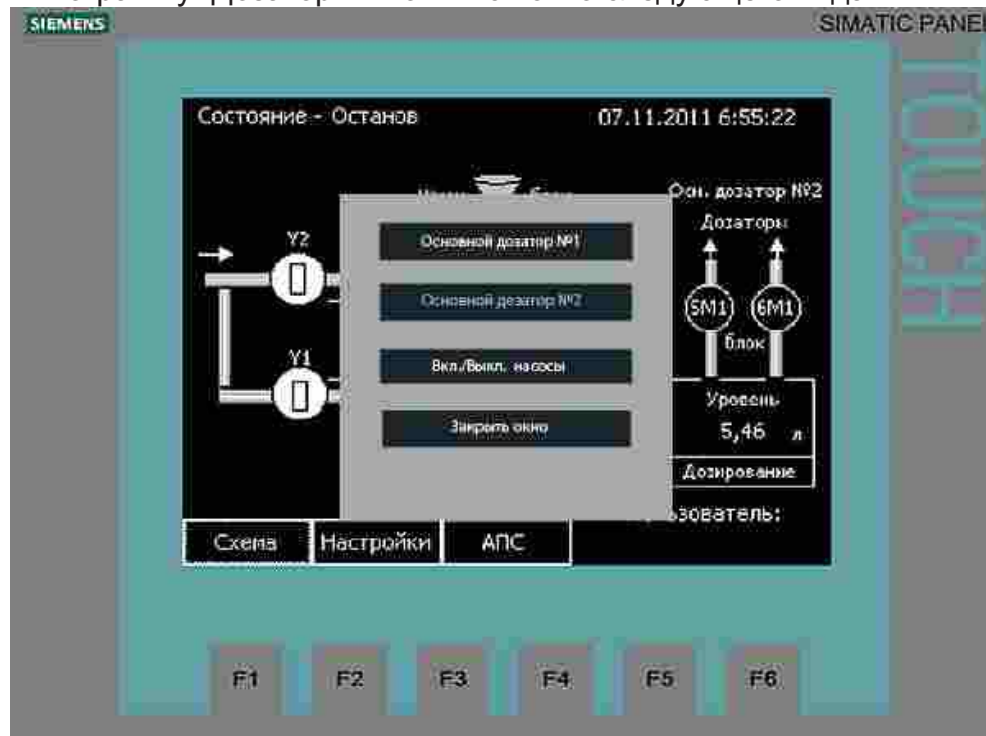 SIEMENS
SIMATIC PANEL
TOUCH
Состояние - Останов
07.11.2011 6:55:22
Осн. дозатор №2
Дозаторы
Y2
Основной дозатор №1
Основной дозатор №2
5M1
6M1
блок
Y1
Вкл./Выкл. насосы
Уровень
5,46 л
Закрыть окно
Дозирование
зователь:
Схема
Настройки
АПС
F1
F2
F3
F4
F5
F6